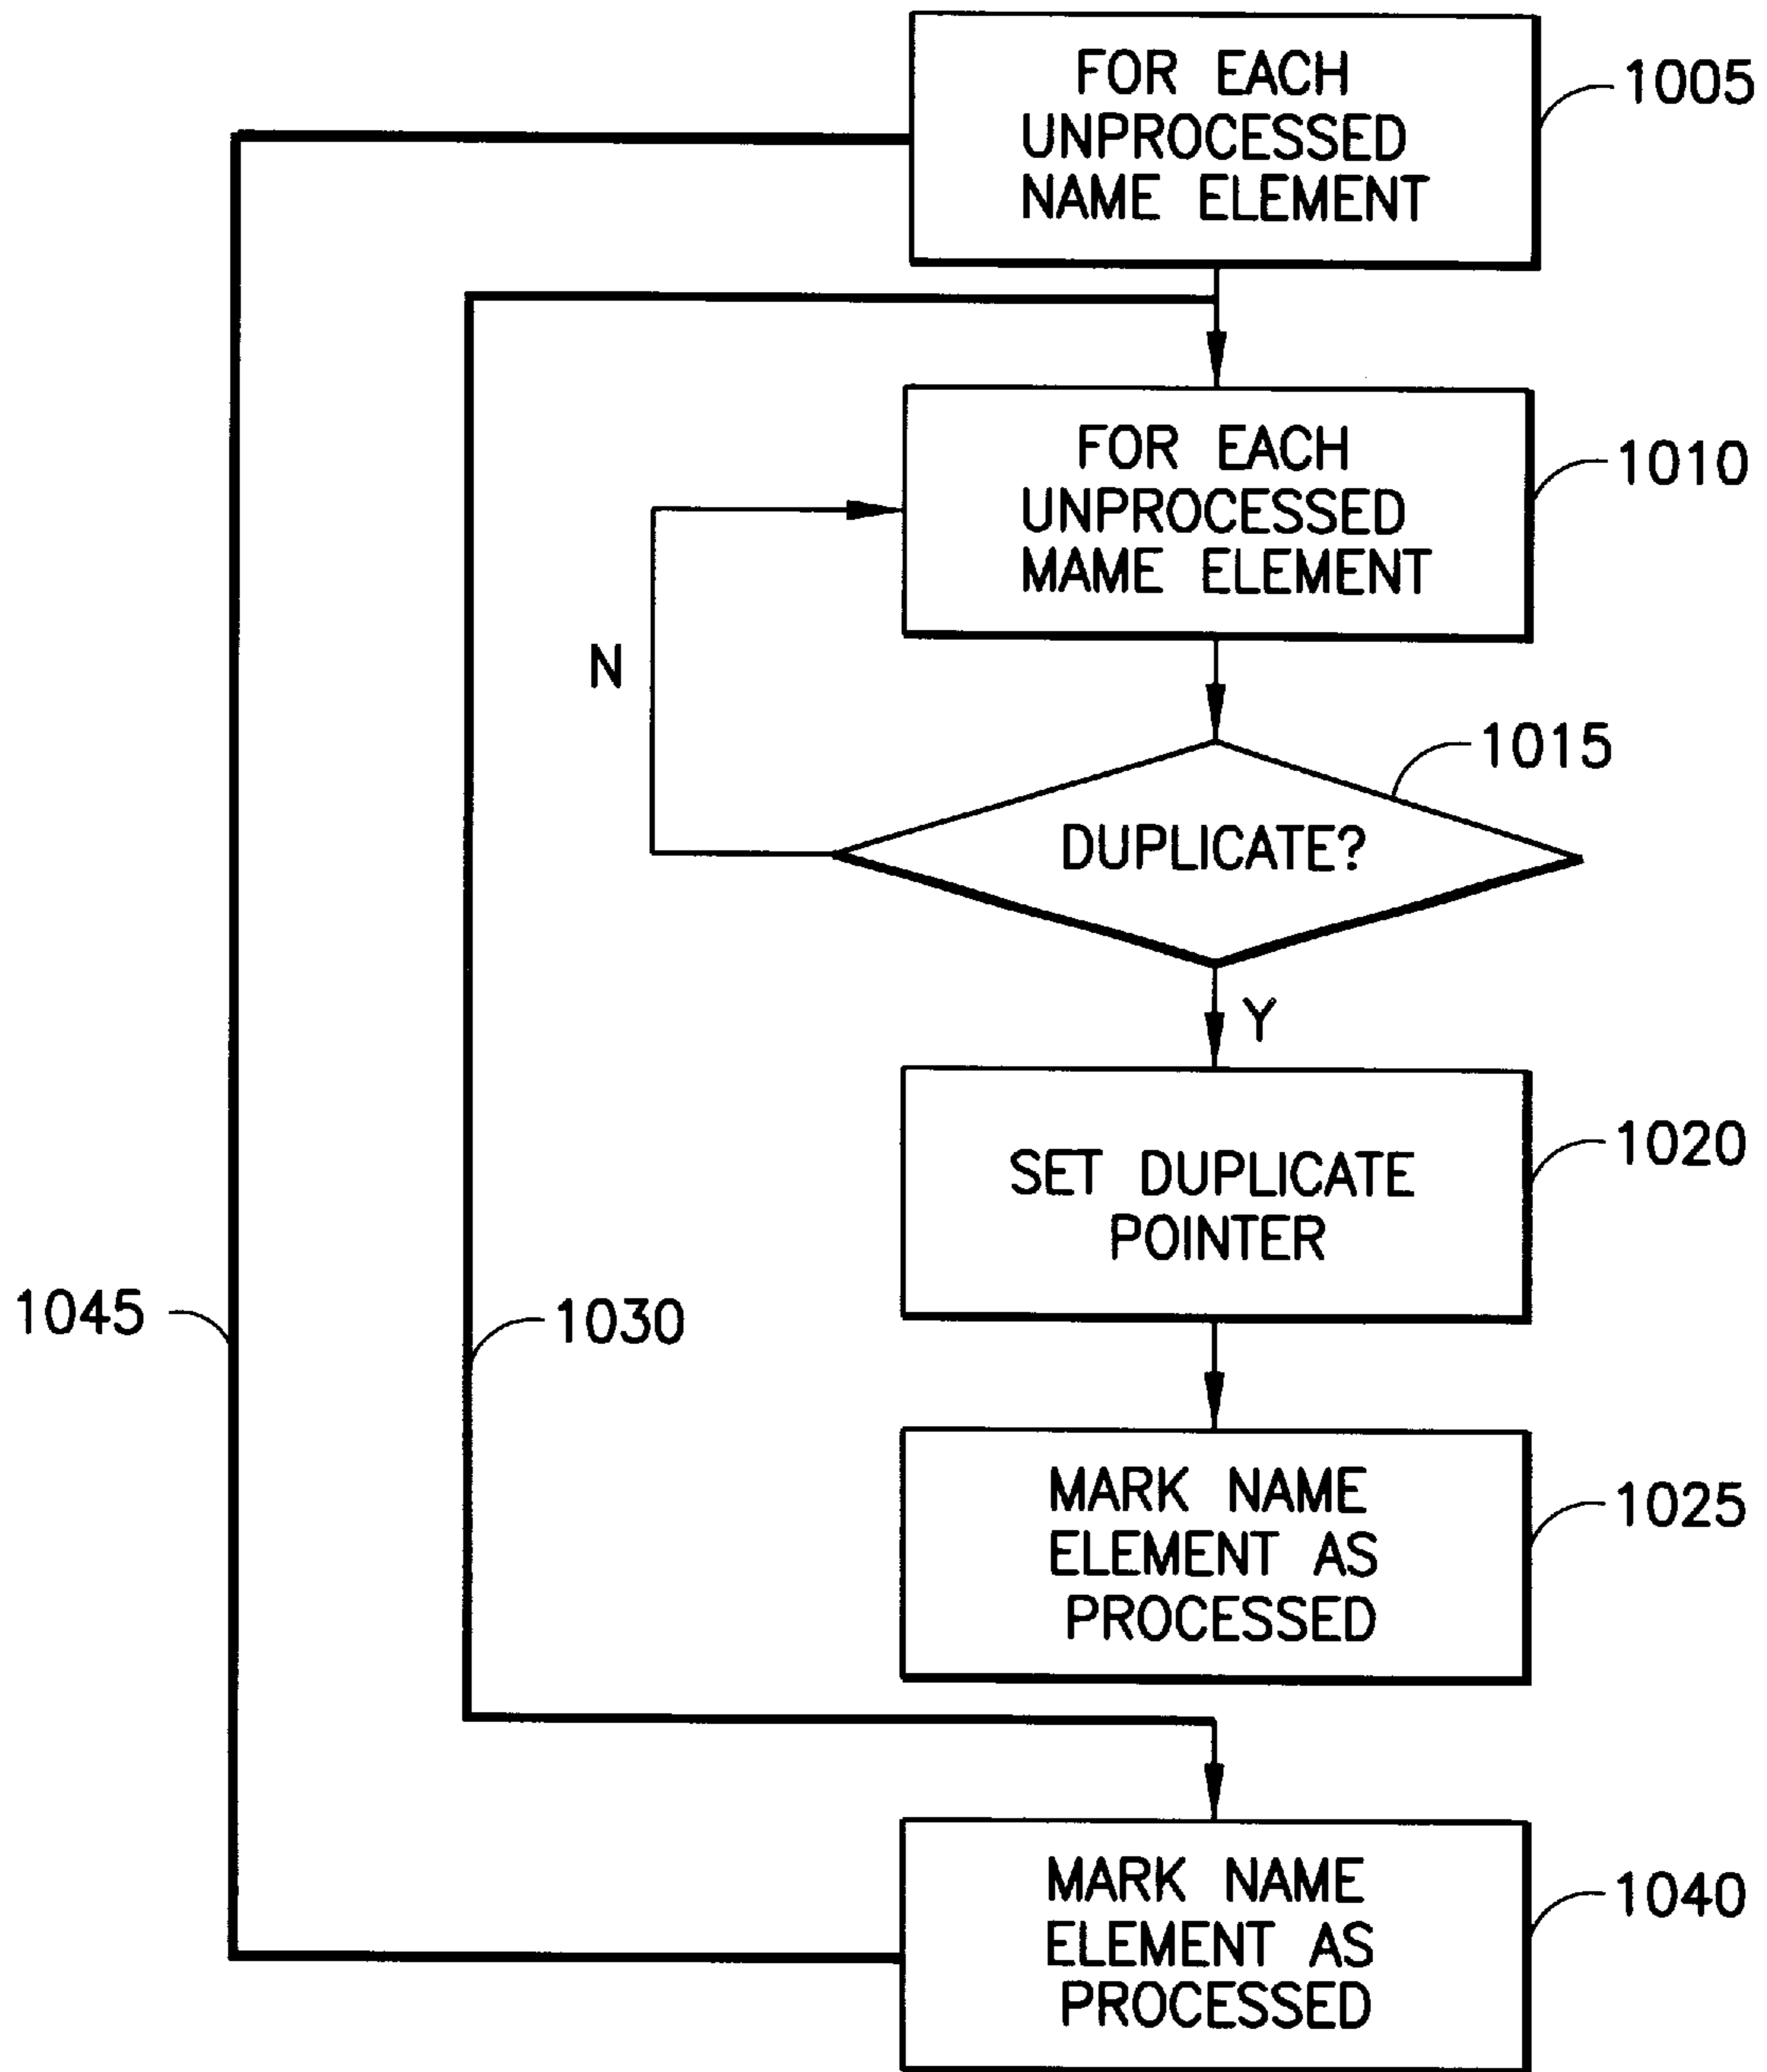 FOR EACH
UNPROCESSED
NAME ELEMENT
1005
FOR EACH
UNPROCESSED
MAME ELEMENT
1010
N
1015
DUPLICATE?
Y
SET DUPLICATE
POINTER
1020
1045
1030
MARK NAME
ELEMENT AS
PROCESSED
1025
MARK NAME
ELEMENT AS
PROCESSED
1040